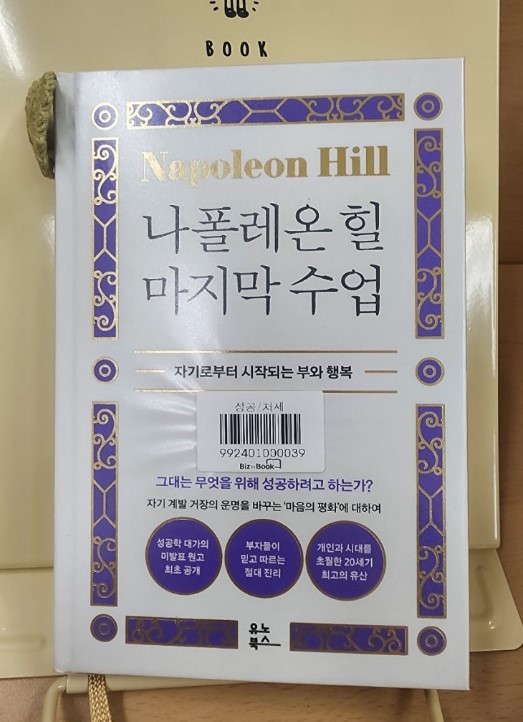 BOOK
Napoleon Hill
나폴레온 힐
마지막 수업
자기로부터 시작되는 부와 행복
성공/처세
992401000039
Biz-Book
그대는 무엇을 위해 성공하려고 하는가?
자기 계발 거장의 운명을 바꾸는 '마음의 평화'에 대하여
성공학 대가의
미발표 원고
최초 공개
부자들이
믿고 따르는
절대 진리
개인과 시대를
초월한 20세기
최고의 유산
유노
북스